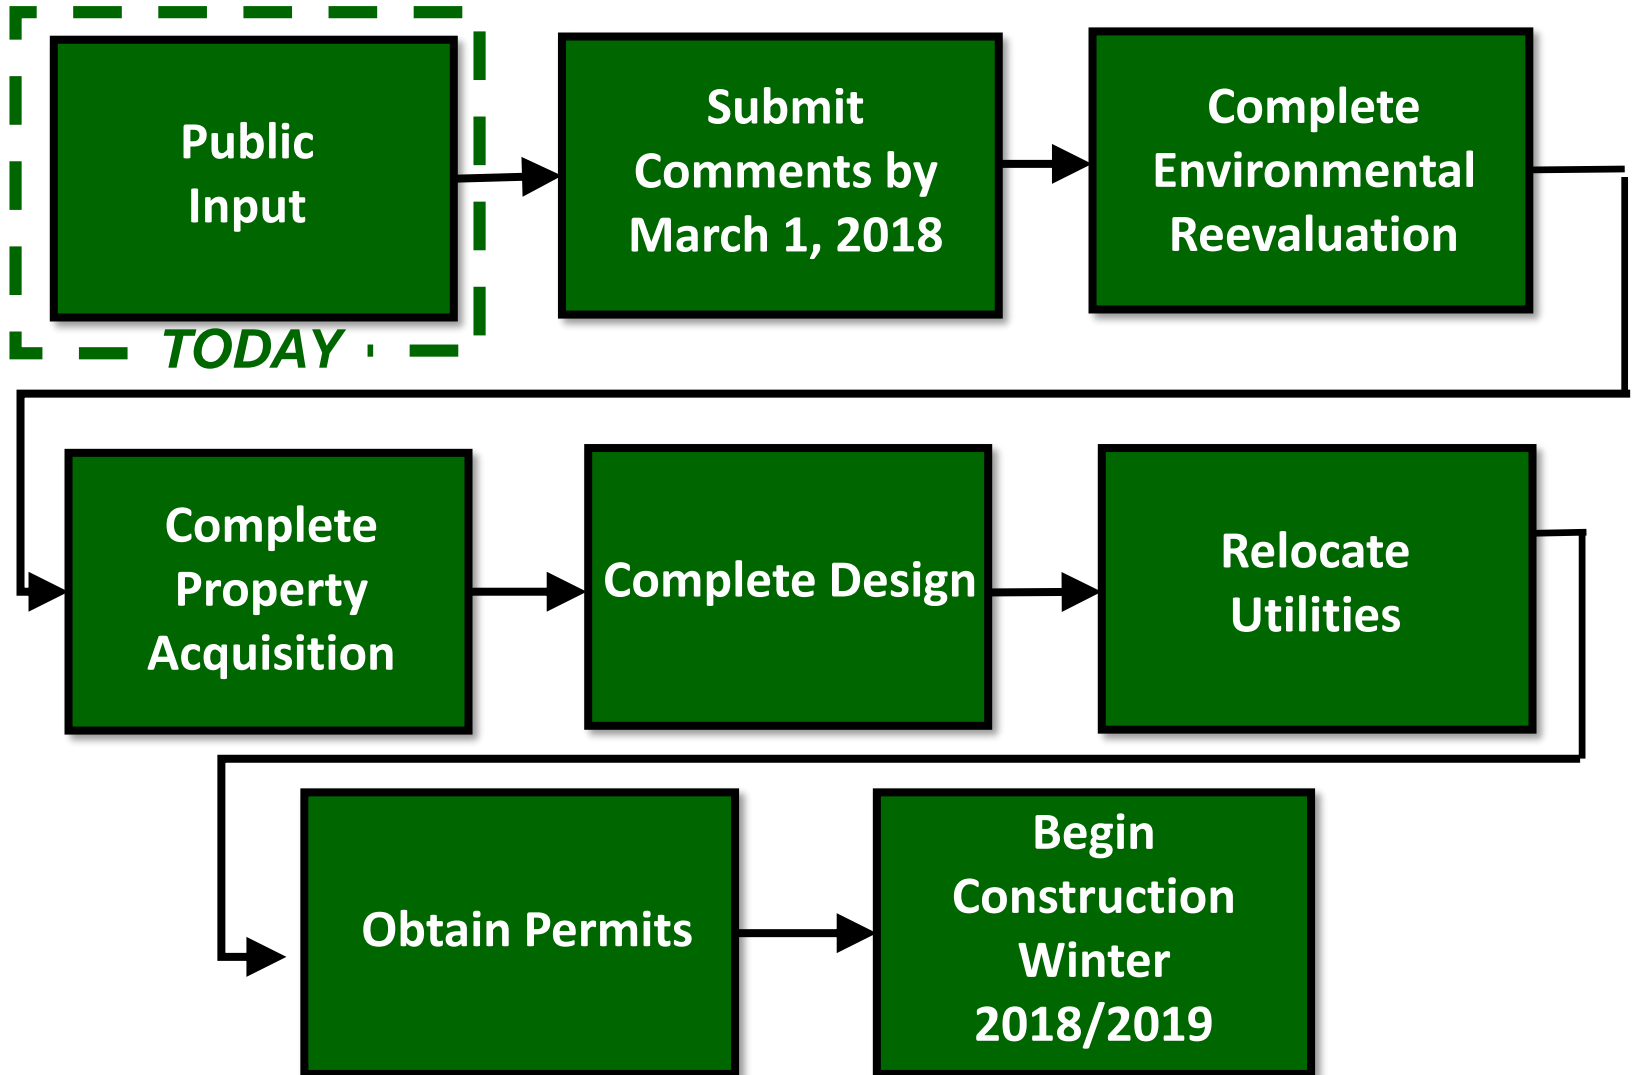 Public
Input
TODAY
Submit
Comments by
March 1, 2018
Complete
Environmental
Reevaluation
Complete
Property
Acquisition
Complete Design
Relocate
Utilities
Obtain Permits
Begin
Construction
Winter
2018/2019